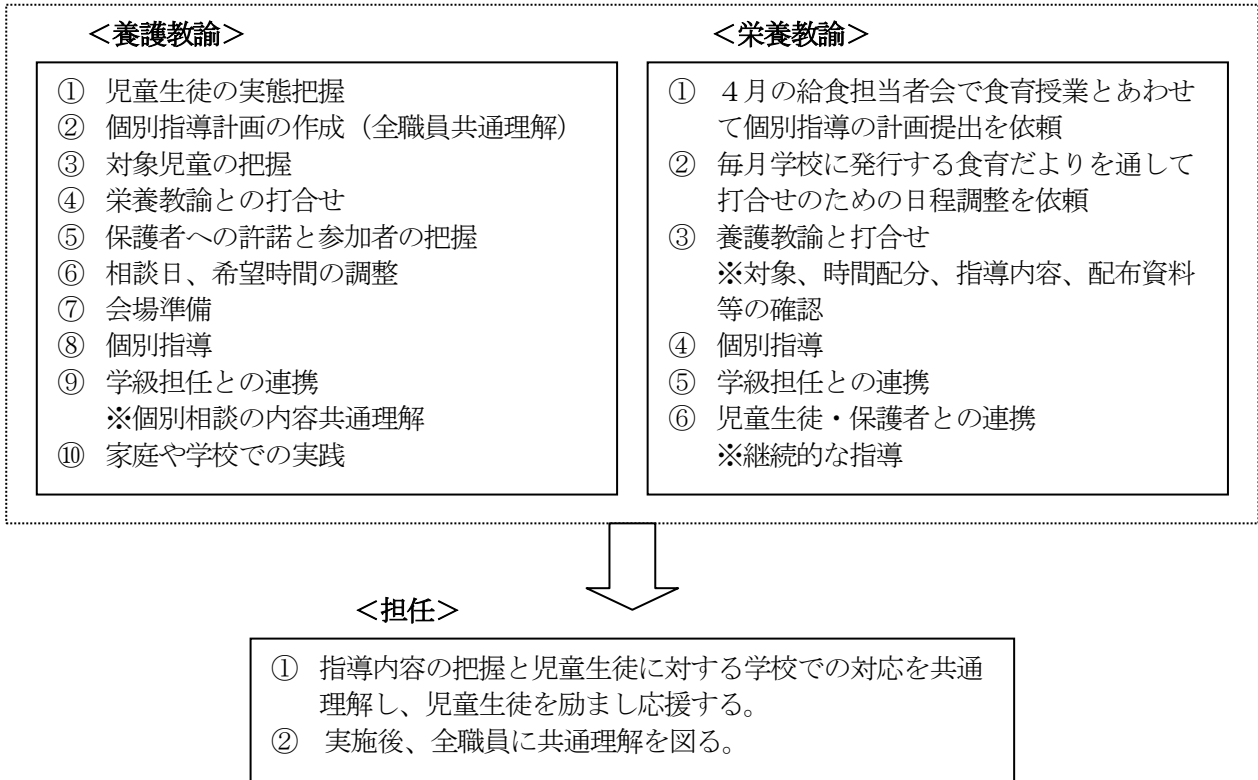 ＜養護教諭＞
① 児童生徒の実態把握
② 個別指導計画の作成（全職員共通理解）
③ 対象児童の把握
④ 栄養教諭との打合せ
⑤ 保護者への許諾と参加者の把握
⑥ 相談日、希望時間の調整
⑦ 会場準備
⑧ 個別指導
⑨ 学級担任との連携
※個別相談の内容共通理解
⑩ 家庭や学校での実践
＜栄養教諭＞
① ４月の給食担当者会で食育授業とあわせ
て個別指導の計画提出を依頼
② 毎月学校に発行する食育だよりを通して
打合せのための日程調整を依頼
③ 養護教諭と打合せ
※対象、時間配分、指導内容、配布資料
等の確認
④ 個別指導
⑤ 学級担任との連携
⑥ 児童生徒・保護者との連携
※継続的な指導
＜担任＞
① 指導内容の把握と児童生徒に対する学校での対応を共通
理解し、児童生徒を励まし応援する。
② 実施後、全職員に共通理解を図る。